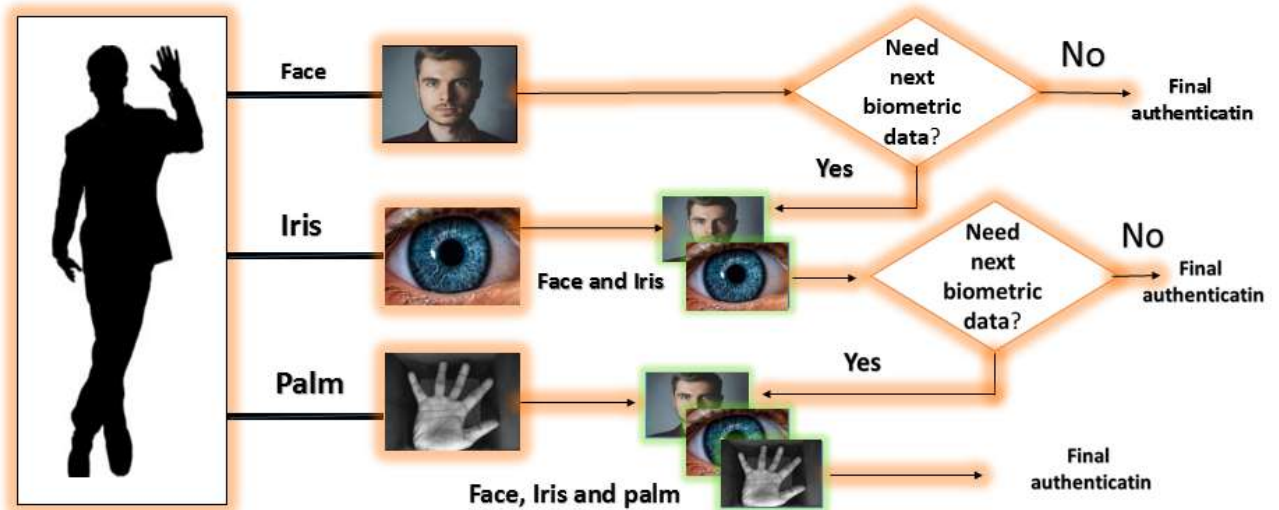 Face
Need
next
biometric
data?
No
Final
authenticatin
Yes
Iris
Face and Iris
Need
next
biometric
data?
No
Final
authenticatin
Yes
Palm
Face, Iris and palm
Final
authenticatin